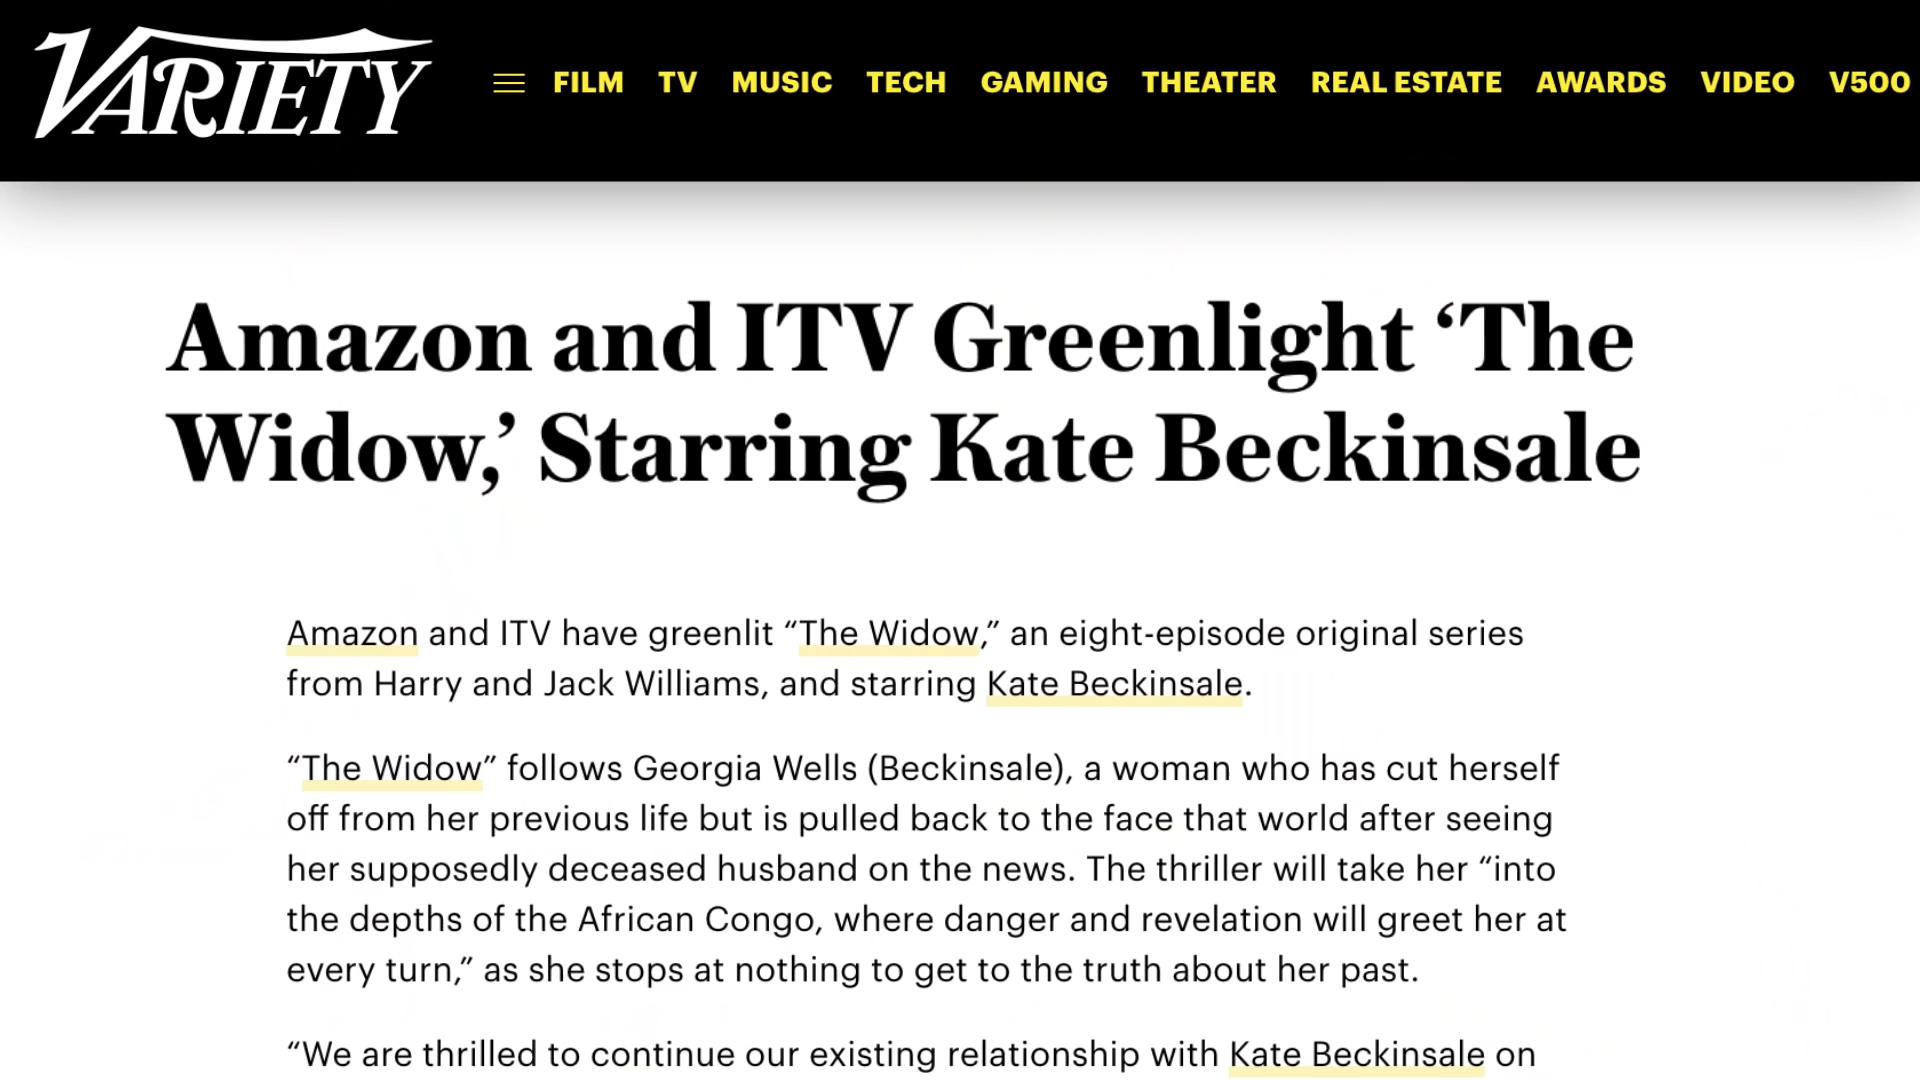 VARIETY
FILM TV MUSIC TECH GAMING THEATER REAL ESTATE AWARDS VIDEO V500
Amazon and ITV Greenlight ‘The
Widow,’ Starring Kate Beckinsale
Amazon and ITV have greenlit “The Widow,” an eight-episode original series
from Harry and Jack Williams, and starring Kate Beckinsale.
“The Widow” follows Georgia Wells (Beckinsale), a woman who has cut herself
off from her previous life but is pulled back to the face that world after seeing
her supposedly deceased husband on the news. The thriller will take her “into
the depths of the African Congo, where danger and revelation will greet her at
every turn,” as she stops at nothing to get to the truth about her past.
“We are thrilled to continue our existing relationship with Kate Beckinsale on